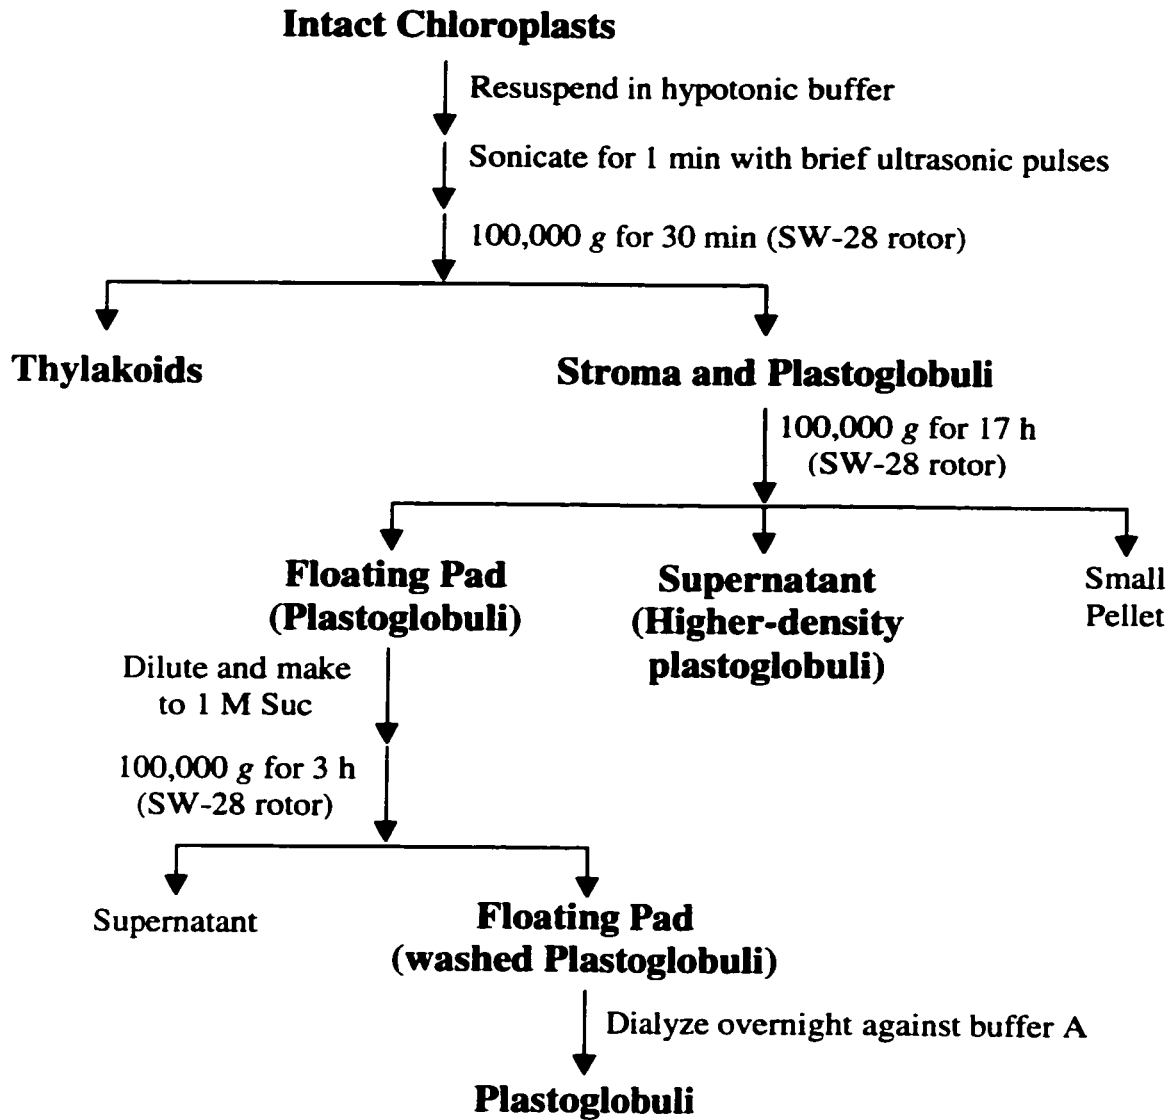 Intact Chloroplasts
Resuspend in hypotonic buffer
Sonicate for 1 min with brief ultrasonic pulses
100,000 g for 30 min (SW-28 rotor)
Thylakoids
Stroma and Plastoglobuli
100,000 g for 17 h
(SW-28 rotor)
Floating Pad
(Plastoglobuli)
Supernatant
(Higher-density
plastoglobuli)
Small
Pellet
Dilute and make
to 1 M Suc
100,000 g for 3 h
(SW-28 rotor)
Supernatant
Floating Pad
(washed Plastoglobuli)
Dialyze overnight against buffer A
Plastoglobuli